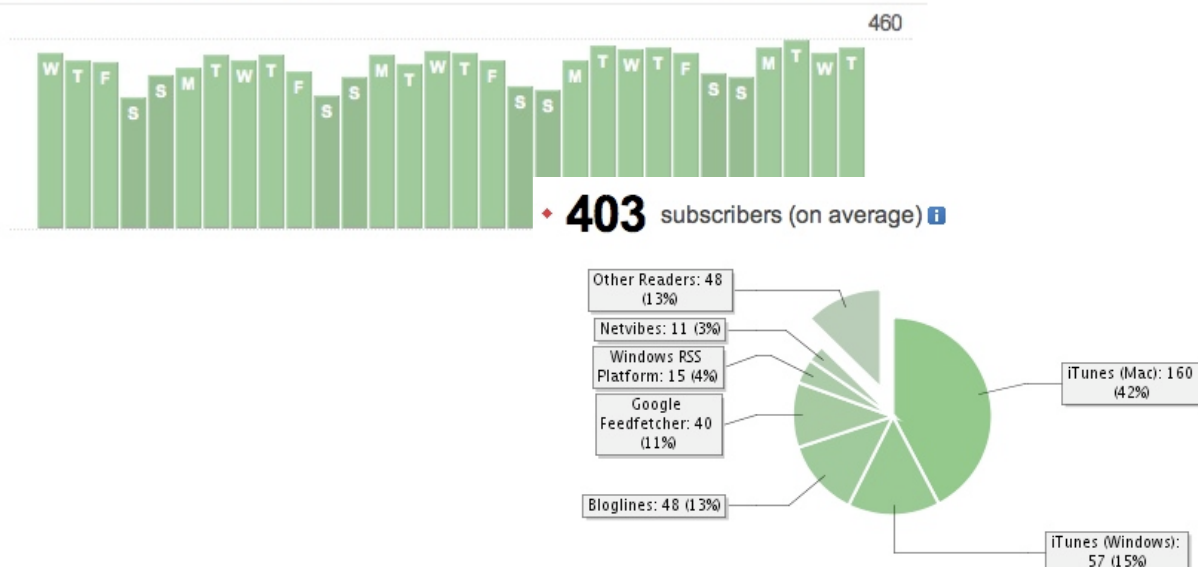 460
W T F S S M T W T F S S M T W T F S S M T W T F S S M T W T
403 subscribers (on average) i
Other Readers: 48
(13%)
Netvibes: 11 (3%)
Windows RSS
Platform: 15 (4%)
Google
Feedfetcher: 40
(11%)
Bloglines: 48 (13%)
iTunes (Mac): 160
(42%)
iTunes (Windows):
57 (15%)